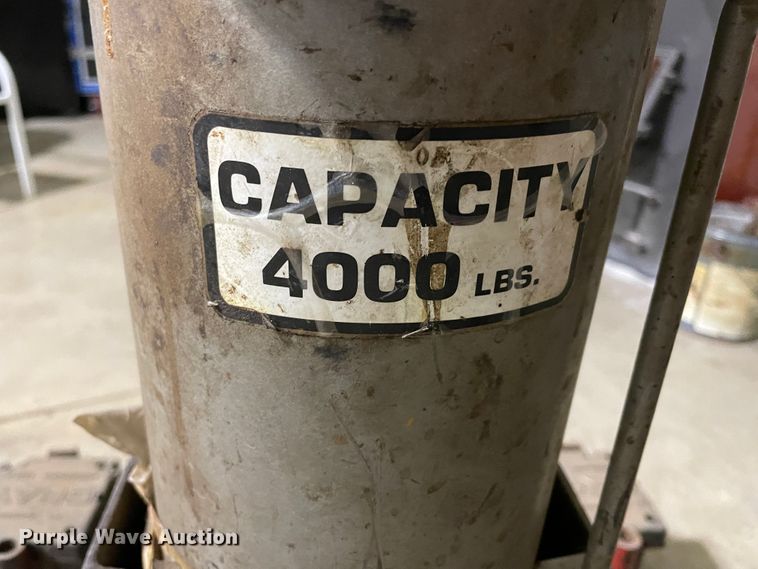 CAPACITY
4000 LBS.
Purple Wave Auction